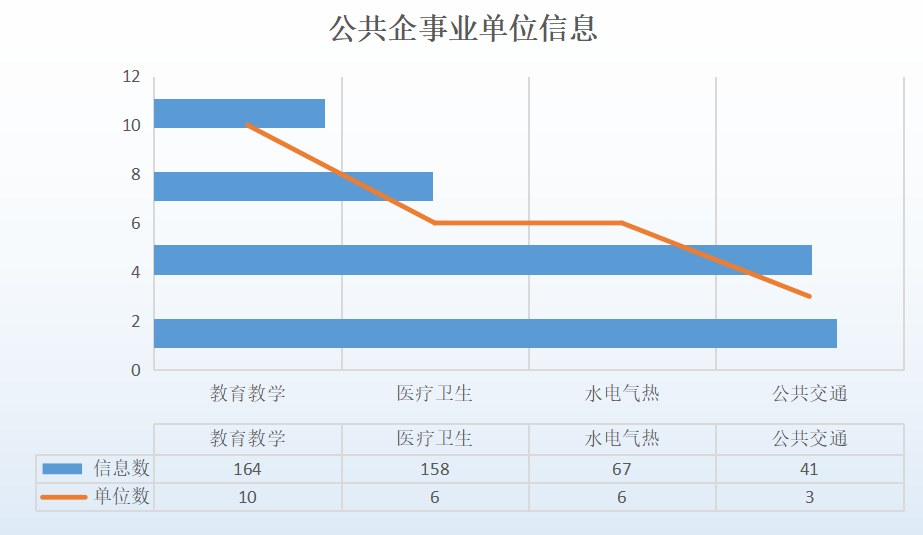 公共企事业单位信息
12
10
8
6
4
2
0
教育教学 医疗卫生 水电气热 公共交通
教育教学 医疗卫生 水电气热 公共交通
信息数 164 158 67 41
单位数 10 6 6 3